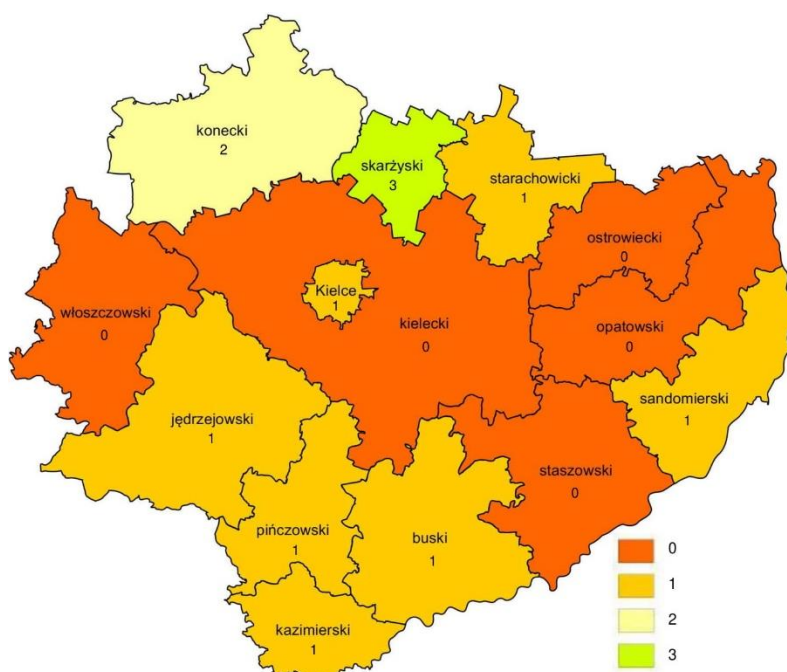 konecki
2
skarżyski
3
starachowicki
1
ostrowiecki
0
Kielce
1
włoszczowski
0
kielecki
0
opatowski
0
sandomierski
1
jędrzejowski
1
staszowski
0
pińczowski
1
buski
1
kazimierski
1
0
1
2
3